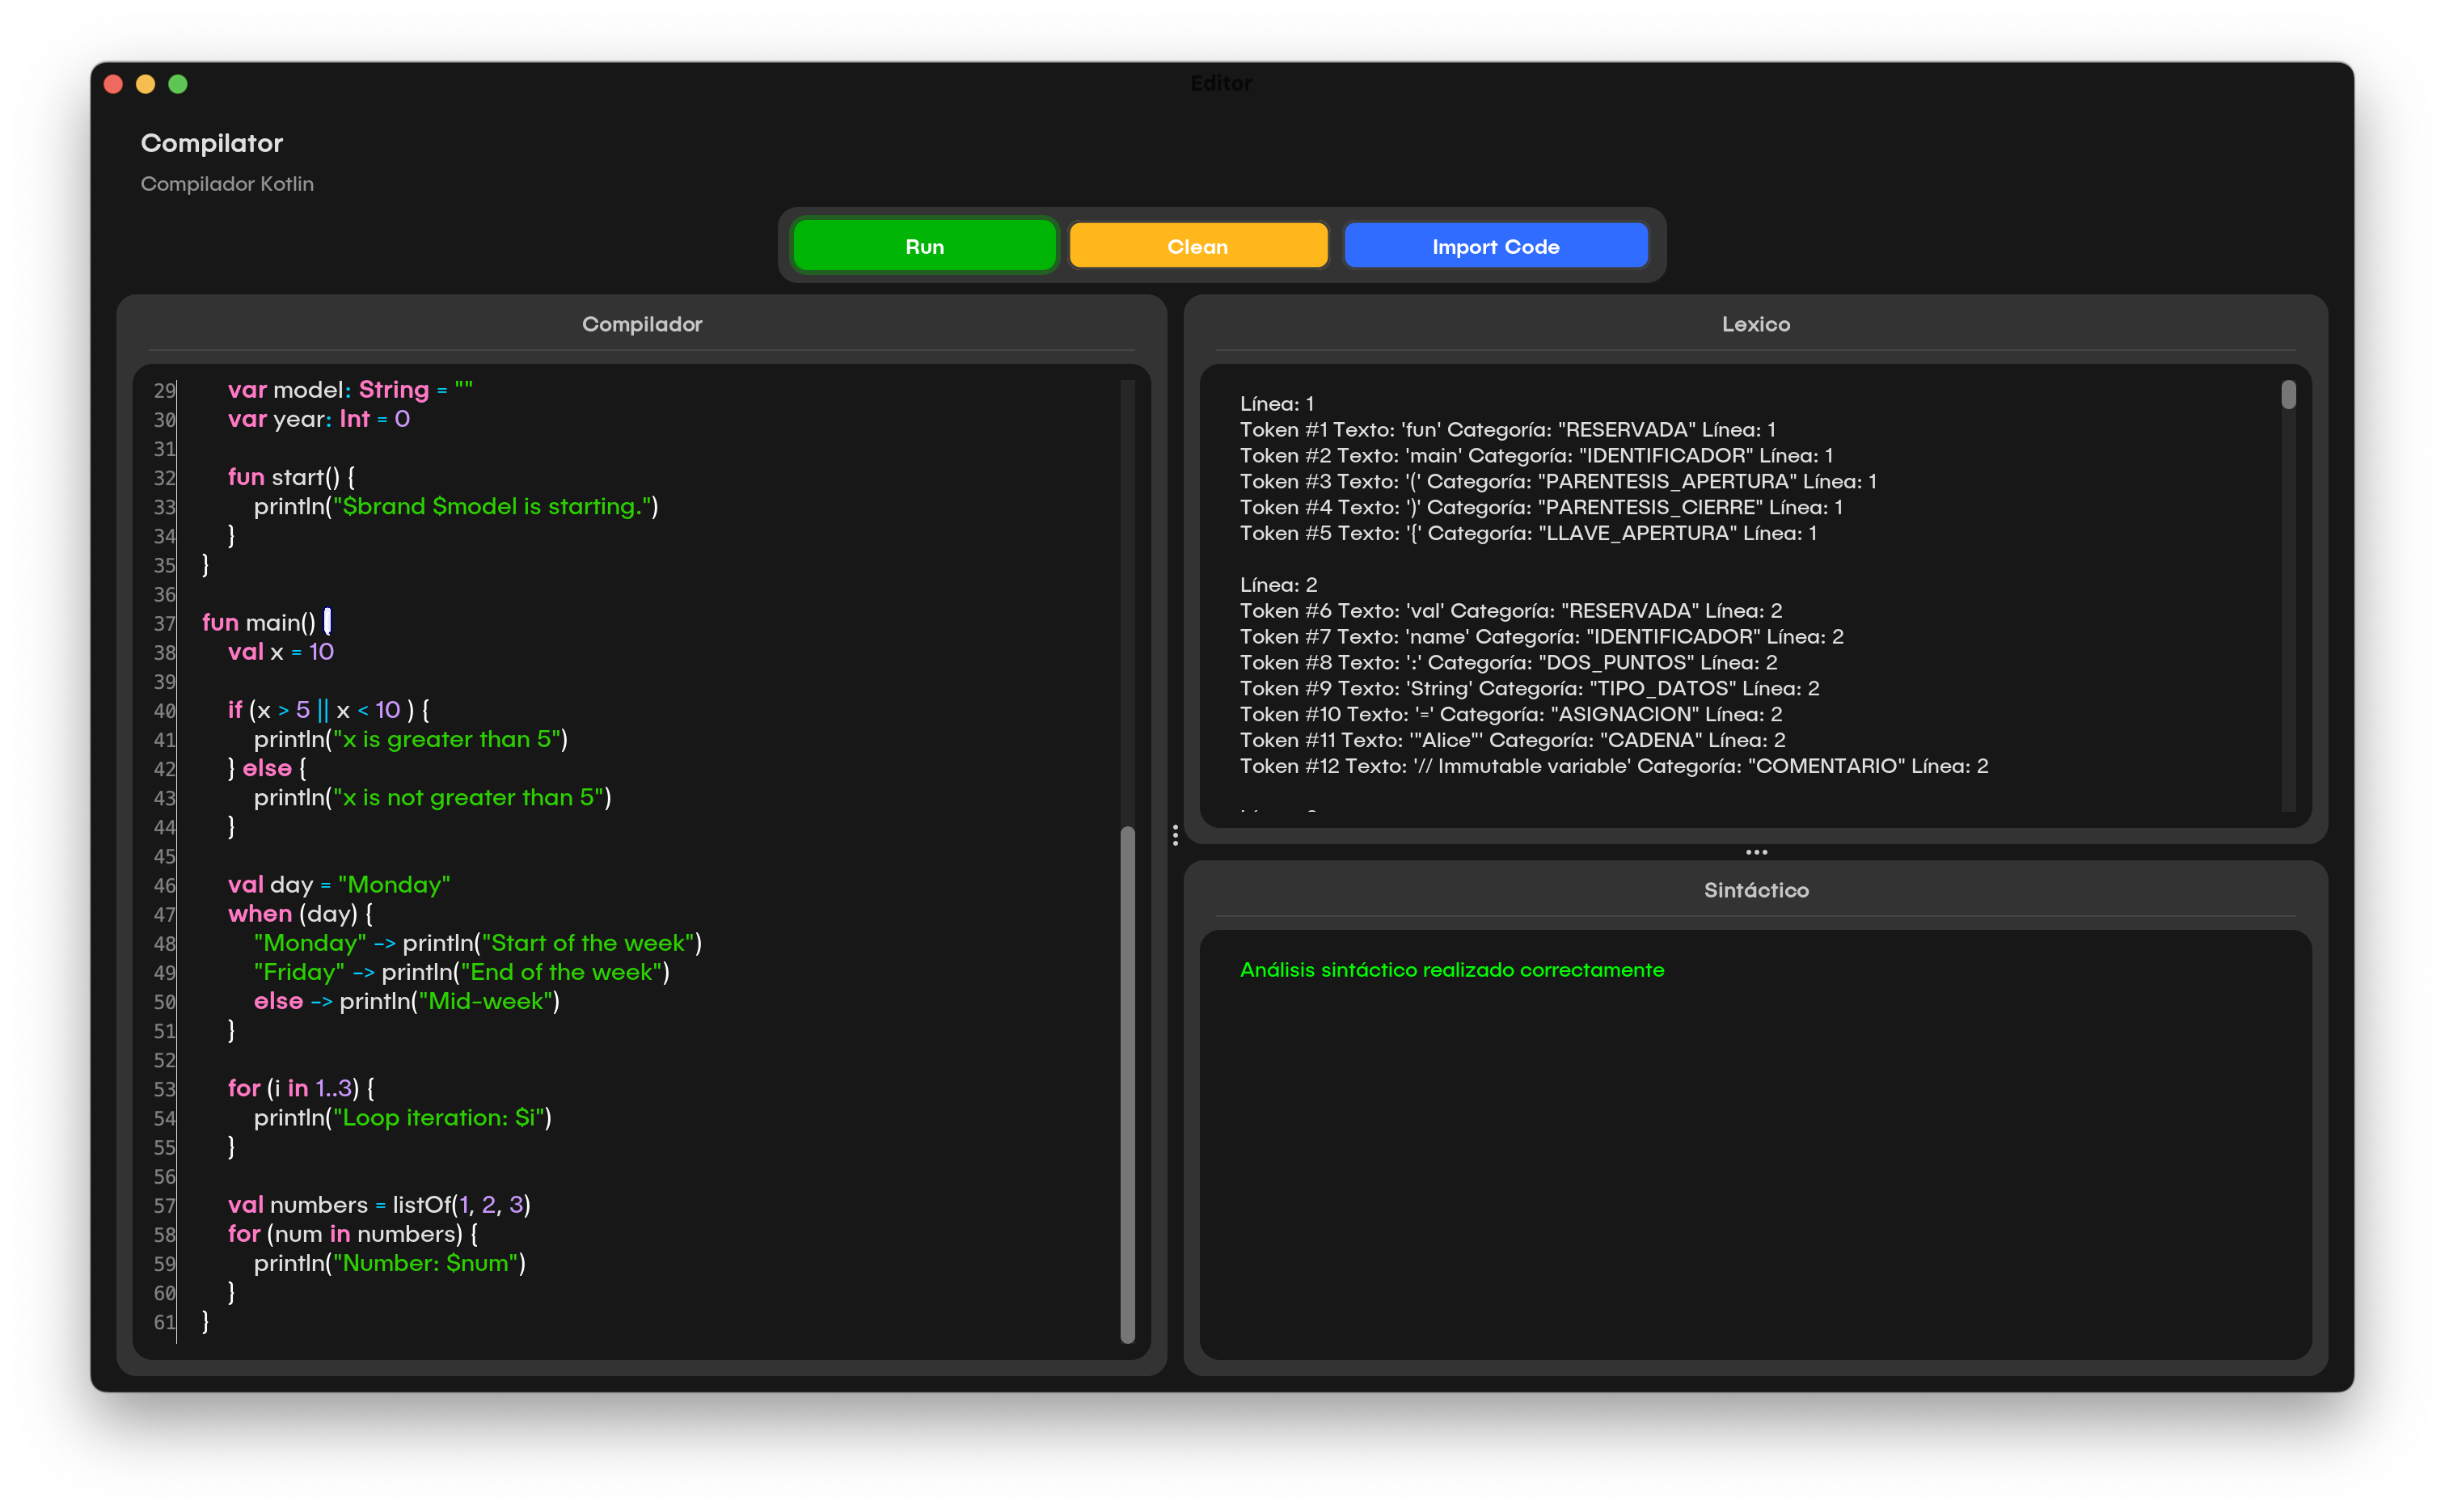 Editor
Compilator
Compilador Kotlin
Run
Clean
Import Code
Compilador
29 var model: String = ""
30 var year: Int = 0
31
32 fun start() {
33 println("$brand $model is starting.")
34 }
35 }
36
37 fun main() {
38 val x = 10
39
40 if (x > 5 || x < 10 ) {
41 println("x is greater than 5")
42 } else {
43 println("x is not greater than 5")
44 }
45
46 val day = "Monday"
47 when (day) {
48 "Monday" -> println("Start of the week")
49 "Friday" -> println("End of the week")
50 else -> println("Mid-week")
51 }
52
53 for (i in 1..3) {
54 println("Loop iteration: $i")
55 }
56
57 val numbers = listOf(1, 2, 3)
58 for (num in numbers) {
59 println("Number: $num")
60 }
61 }
Lexico
Línea: 1
Token #1 Texto: 'fun' Categoría: "RESERVADA" Línea: 1
Token #2 Texto: 'main' Categoría: "IDENTIFICADOR" Línea: 1
Token #3 Texto: '(' Categoría: "PARENTESIS_APERTURA" Línea: 1
Token #4 Texto: ')' Categoría: "PARENTESIS_CIERRE" Línea: 1
Token #5 Texto: '{' Categoría: "LLAVE_APERTURA" Línea: 1
Línea: 2
Token #6 Texto: 'val' Categoría: "RESERVADA" Línea: 2
Token #7 Texto: 'name' Categoría: "IDENTIFICADOR" Línea: 2
Token #8 Texto: ':' Categoría: "DOS_PUNTOS" Línea: 2
Token #9 Texto: 'String' Categoría: "TIPO_DATOS" Línea: 2
Token #10 Texto: '=' Categoría: "ASIGNACION" Línea: 2
Token #11 Texto: '"Alice"' Categoría: "CADENA" Línea: 2
Token #12 Texto: '// Immutable variable' Categoría: "COMENTARIO" Línea: 2
Sintáctico
Análisis sintáctico realizado correctamente